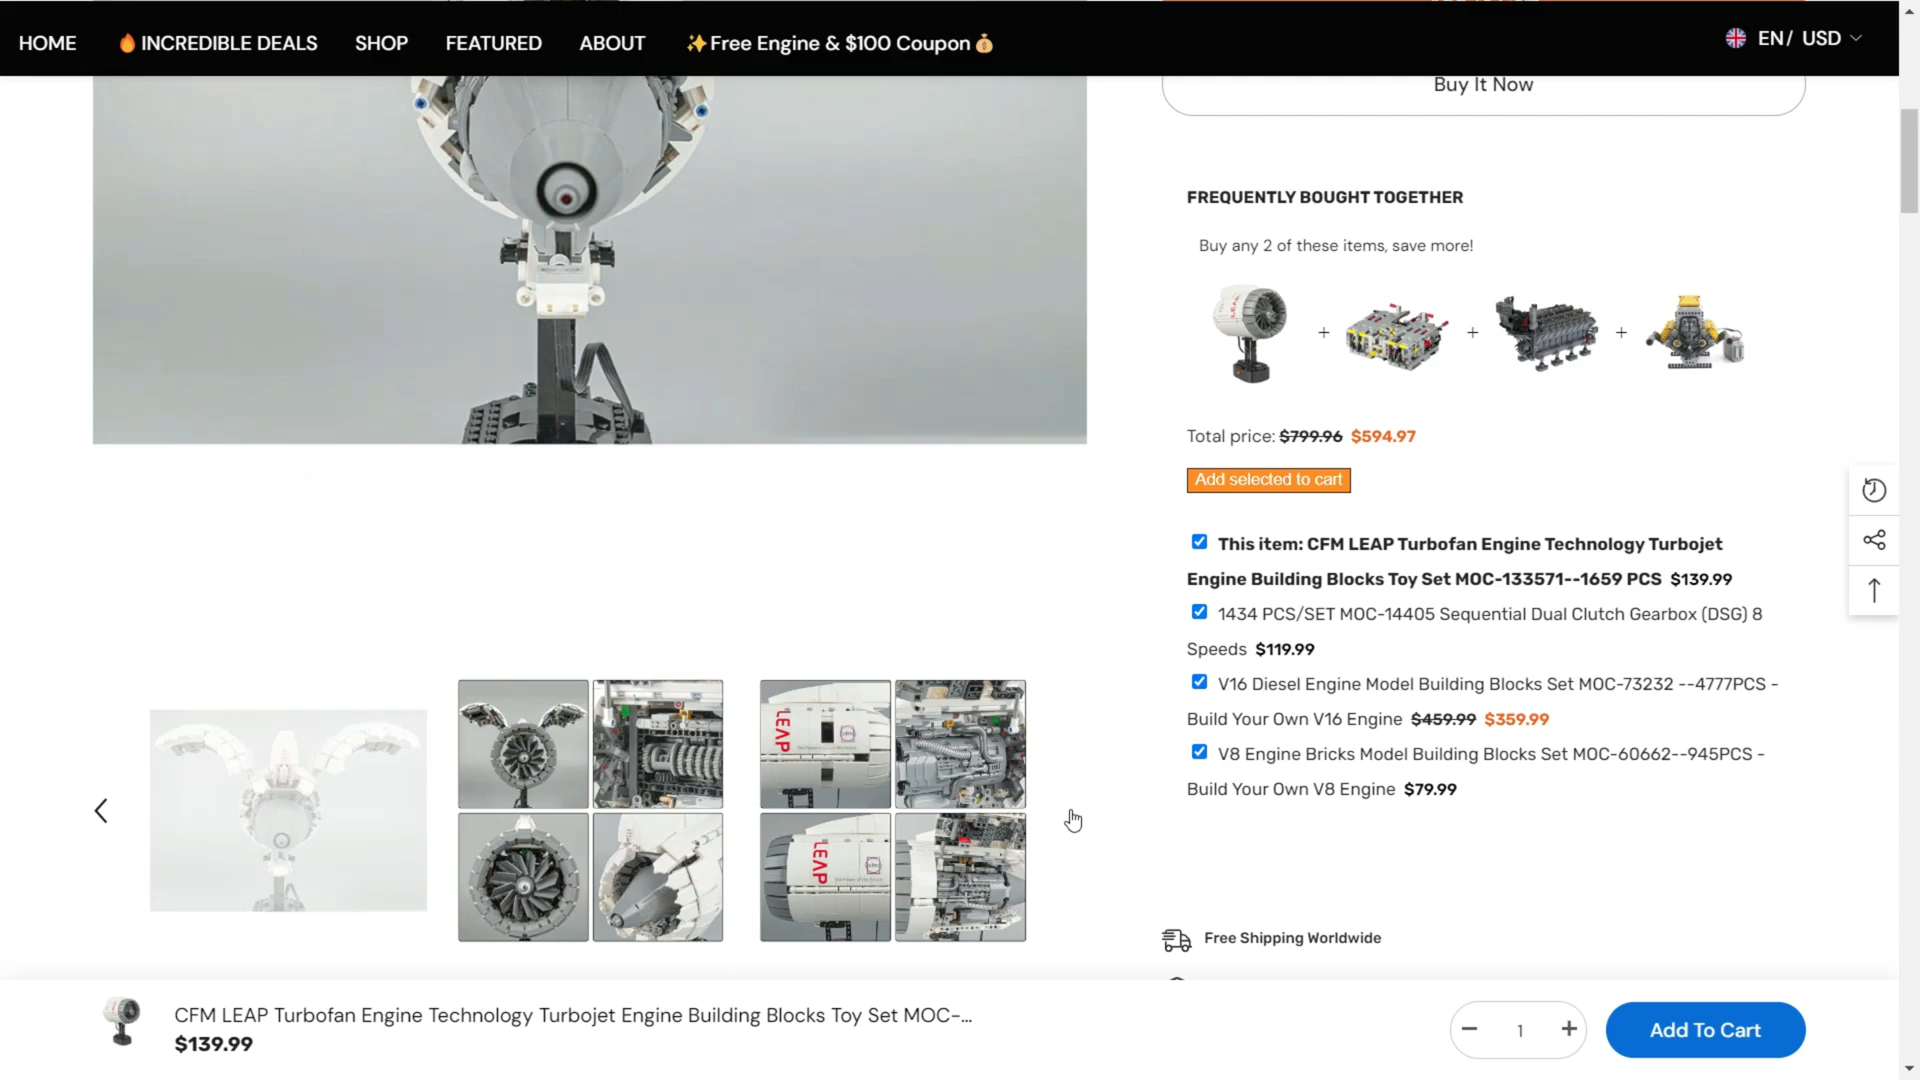 HOME
🔥INCREDIBLE DEALS
SHOP
FEATURED
ABOUT
✨Free Engine & $100 Coupon💰
EN/ USD
Buy It Now
FREQUENTLY BOUGHT TOGETHER
Buy any 2 of these items, save more!
+ + +
Total price: $799.96 $594.97
Add selected to cart
This item: CFM LEAP Turbofan Engine Technology Turbojet
Engine Building Blocks Toy Set MOC-133571--1659 PCS $139.99
1434 PCS/SET MOC-14405 Sequential Dual Clutch Gearbox (DSG) 8
Speeds $119.99
V16 Diesel Engine Model Building Blocks Set MOC-73232 --4777PCS -
Build Your Own V16 Engine $459.99 $359.99
V8 Engine Bricks Model Building Blocks Set MOC-60662--945PCS -
Build Your Own V8 Engine $79.99
LEAP
LEAP
Free Shipping Worldwide
CFM LEAP Turbofan Engine Technology Turbojet Engine Building Blocks Toy Set MOC-...
$139.99
− 1 +
Add To Cart